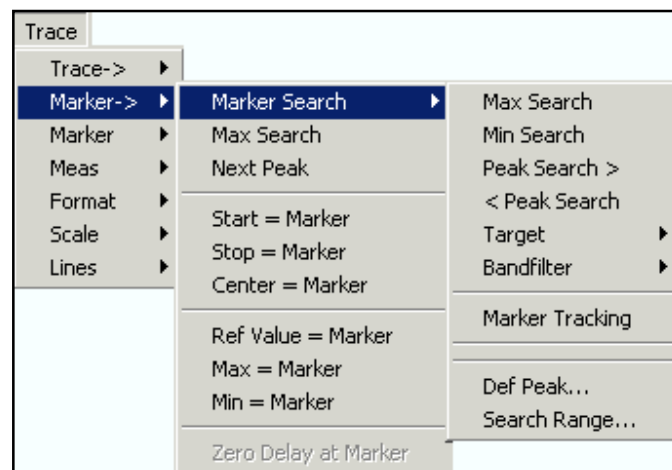 Trace
Trace->
Marker->
Marker
Meas
Format
Scale
Lines
Marker Search
Max Search
Next Peak
Start = Marker
Stop = Marker
Center = Marker
Ref Value = Marker
Max = Marker
Min = Marker
Zero Delay at Marker
Max Search
Min Search
Peak Search >
< Peak Search
Target
Bandfilter
Marker Tracking
Def Peak...
Search Range...